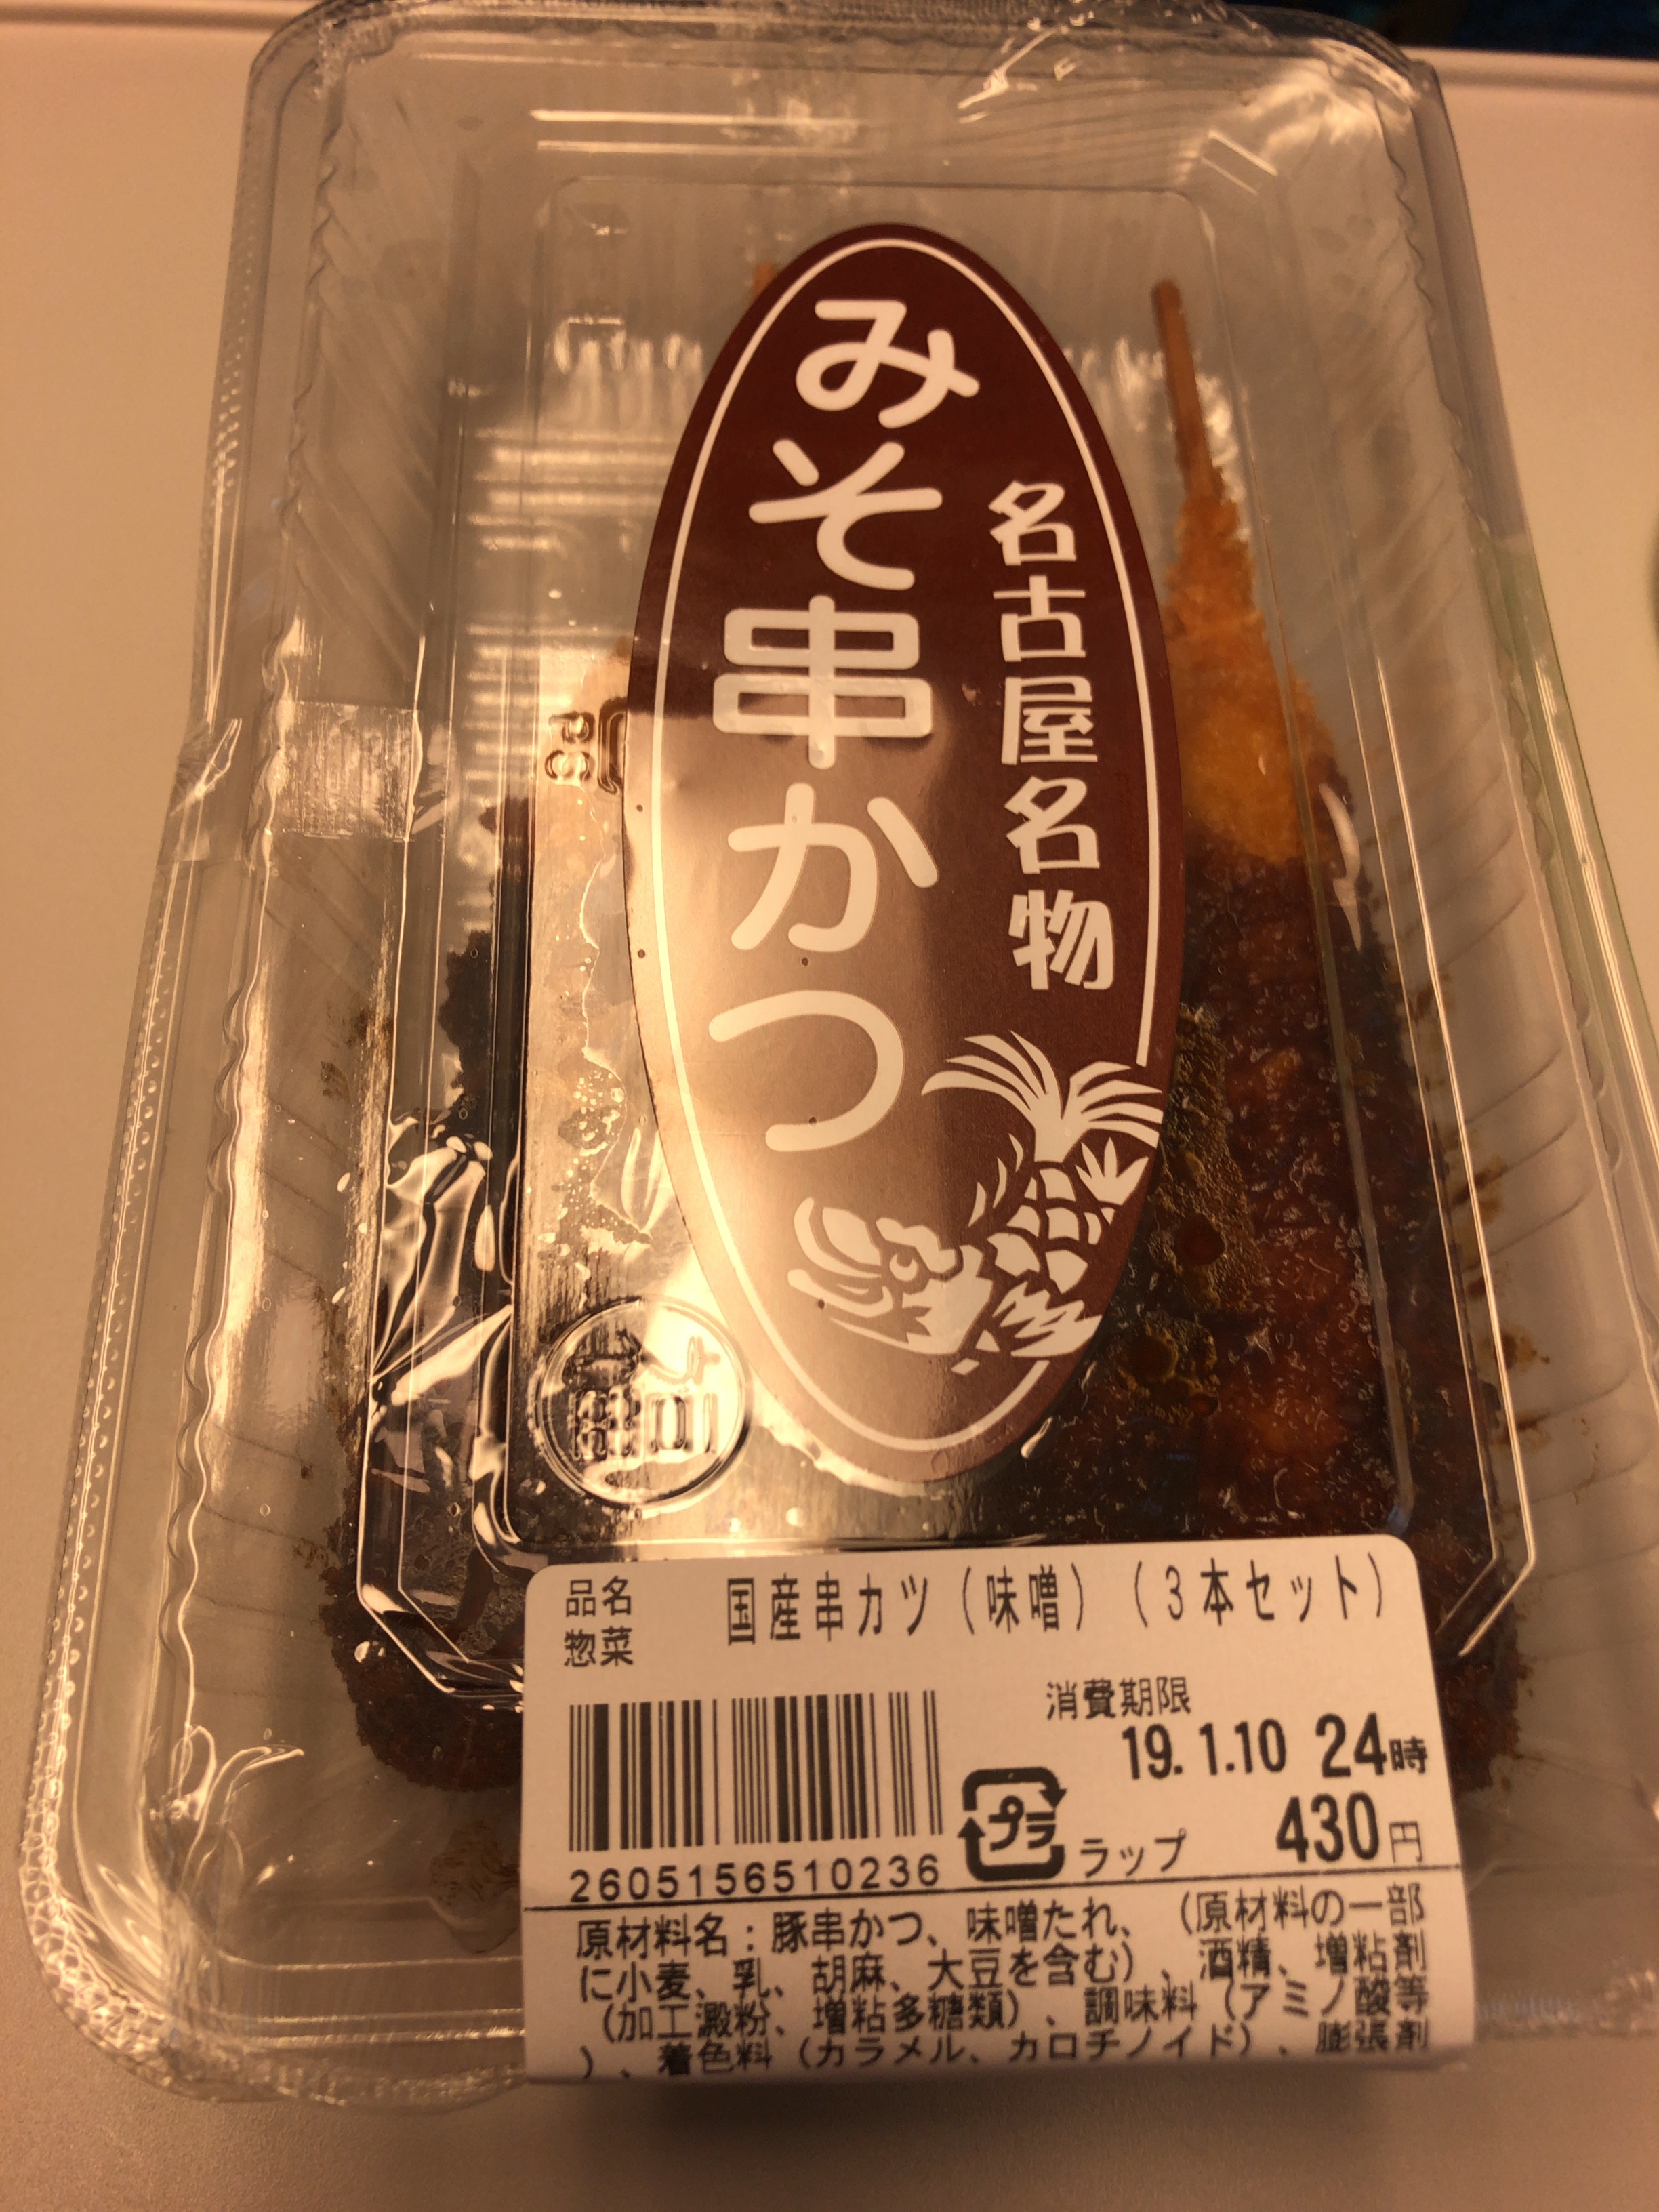 名古屋名物
みそ串かつ
品名
惣菜
国産串カツ(味噌)(3本セット)
消費期限
19. 1.10 24時
プラ
ラップ
430円
2605156510236
原材料名:豚串かつ、味噌たれ、(原材料の一部
に小麦、乳、胡麻、大豆を含む)、酒精、増粘剤
(加工澱粉、増粘多糖類)、調味料(アミノ酸等
)、着色料(カラメル、カロチノイド)、膨張剤